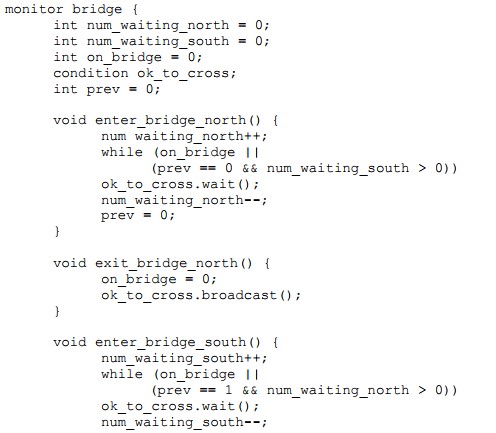 monitor bridge {
int num_waiting_north = 0;
int num_waiting_south = 0;
int on_bridge = 0;
condition ok_to_cross;
int prev = 0;
void enter_bridge_north() {
num waiting_north++;
while (on_bridge ||
(prev == 0 && num_waiting_south > 0))
ok_to_cross.wait();
num_waiting_north--;
prev = 0;
}
void exit_bridge_north() {
on_bridge = 0;
ok_to_cross.broadcast();
}
void enter_bridge_south() {
num_waiting_south++;
while (on_bridge ||
(prev == 1 && num_waiting_north > 0))
ok_to_cross.wait();
num_waiting_south--;